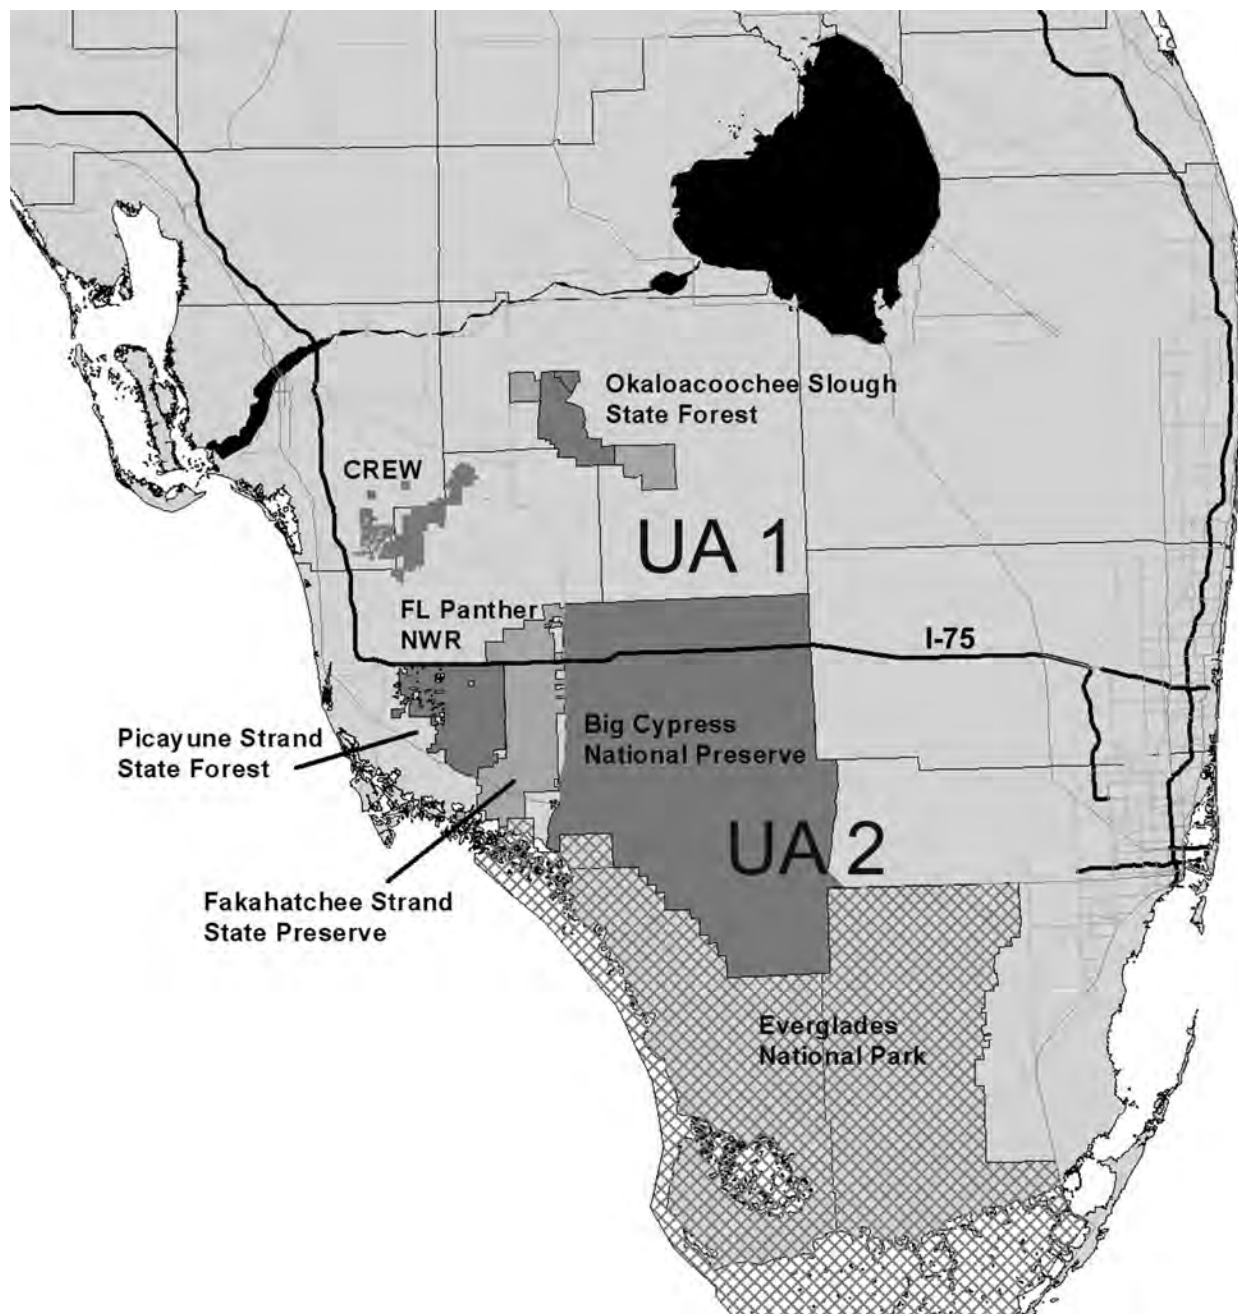 Okaloacoochee Slough
State Forest
CREW
UA 1
FL Panther
NWR
I-75
Picayune Strand
State Forest
Big Cypress
National Preserve
UA 2
Fakahatchee Strand
State Preserve
Everglades
National Park